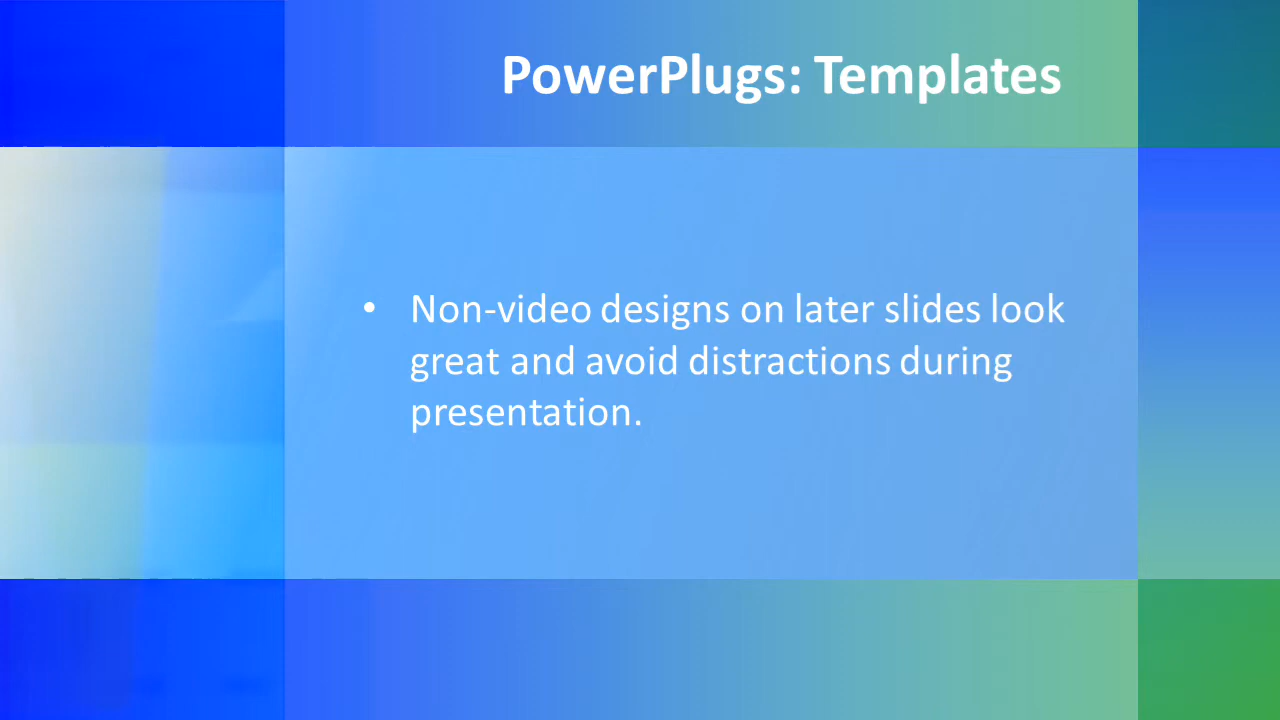 PowerPlugs: Templates
• Non-video designs on later slides look
great and avoid distractions during
presentation.